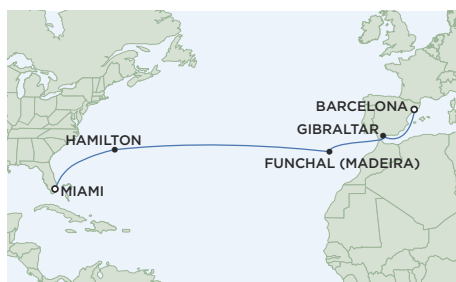 BARCELONA
GIBRALTAR
HAMILTON
FUNCHAL (MADEIRA)
MIAMI